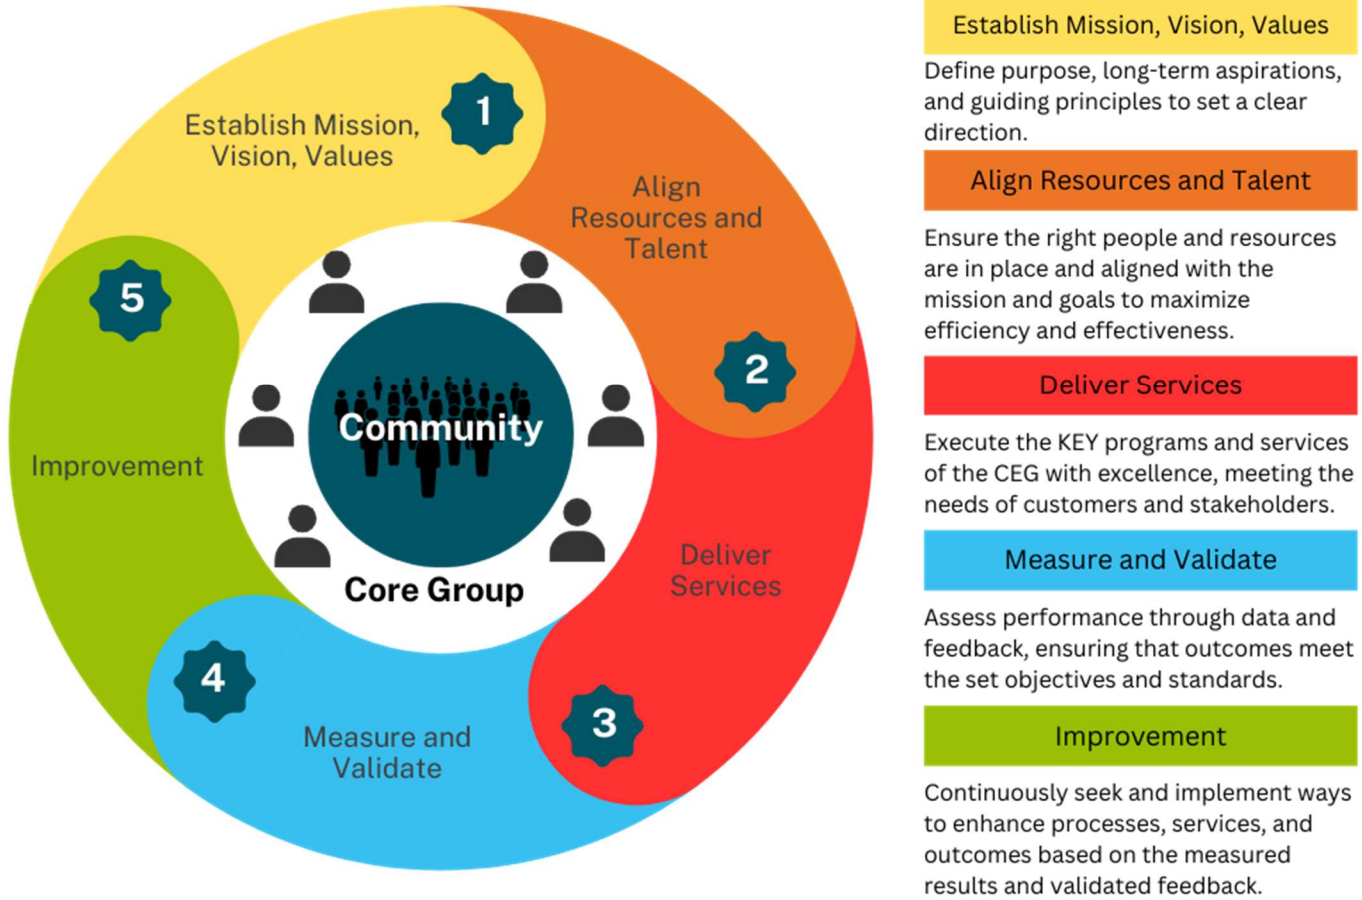 Establish Mission,
Vision, Values
1
Align
Resources and
Talent
2
Deliver
Services
3
Measure and
Validate
4
Improvement
5
Community
Core Group
Establish Mission, Vision, Values
Define purpose, long-term aspirations,
and guiding principles to set a clear
direction.
Align Resources and Talent
Ensure the right people and resources
are in place and aligned with the
mission and goals to maximize
efficiency and effectiveness.
Deliver Services
Execute the KEY programs and services
of the CEG with excellence, meeting the
needs of customers and stakeholders.
Measure and Validate
Assess performance through data and
feedback, ensuring that outcomes meet
the set objectives and standards.
Improvement
Continuously seek and implement ways
to enhance processes, services, and
outcomes based on the measured
results and validated feedback.